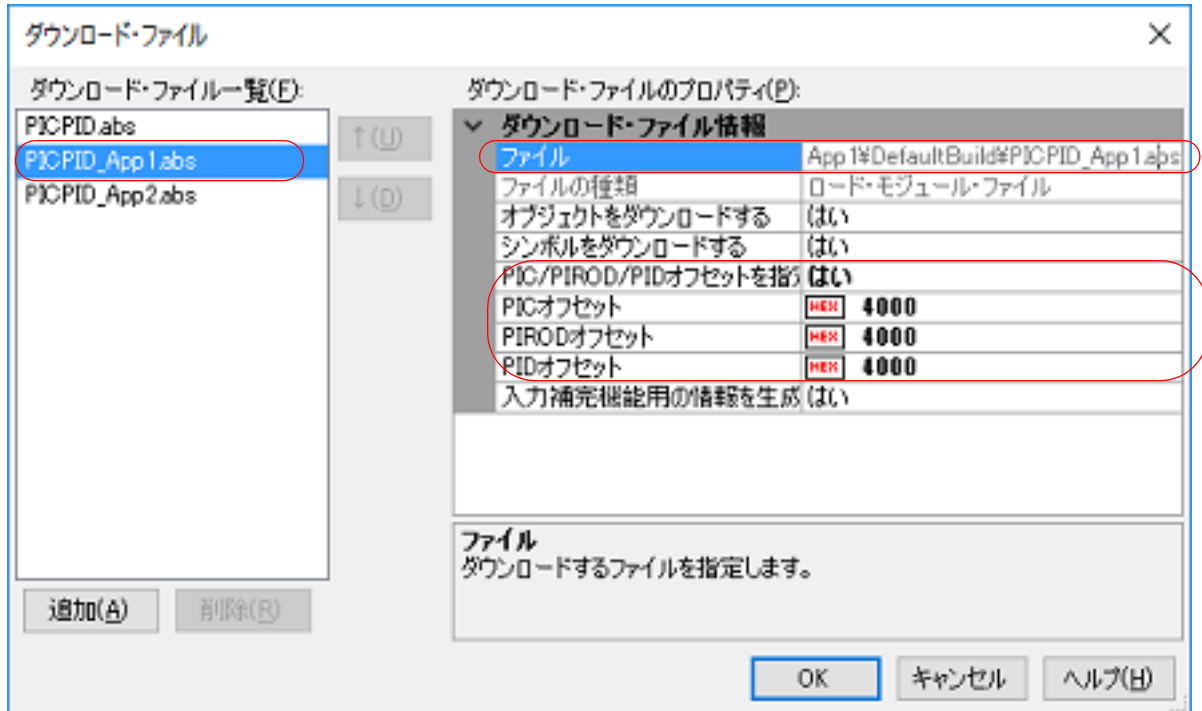 ダウンロード・ファイル
ダウンロード・ファイル一覧(F):
PICPID.abs
PICPID_App1.abs
PICPID_App2.abs
↑(U)
↓(D)
追加(A)
削除(R)
ダウンロード・ファイルのプロパティ(P):
ダウンロード・ファイル情報
ファイル App1¥DefaultBuild¥PICPID_App1.abs
ファイルの種類 ロード・モジュール・ファイル
オブジェクトをダウンロードする はい
シンボルをダウンロードする はい
PIC/PIROD/PIDオフセットを指 はい
PICオフセット HEX 4000
PIRODオフセット HEX 4000
PIDオフセット HEX 4000
入力補完機能用の情報を生成 はい
ファイル
ダウンロードするファイルを指定します。
OK キャンセル ヘルプ(H)